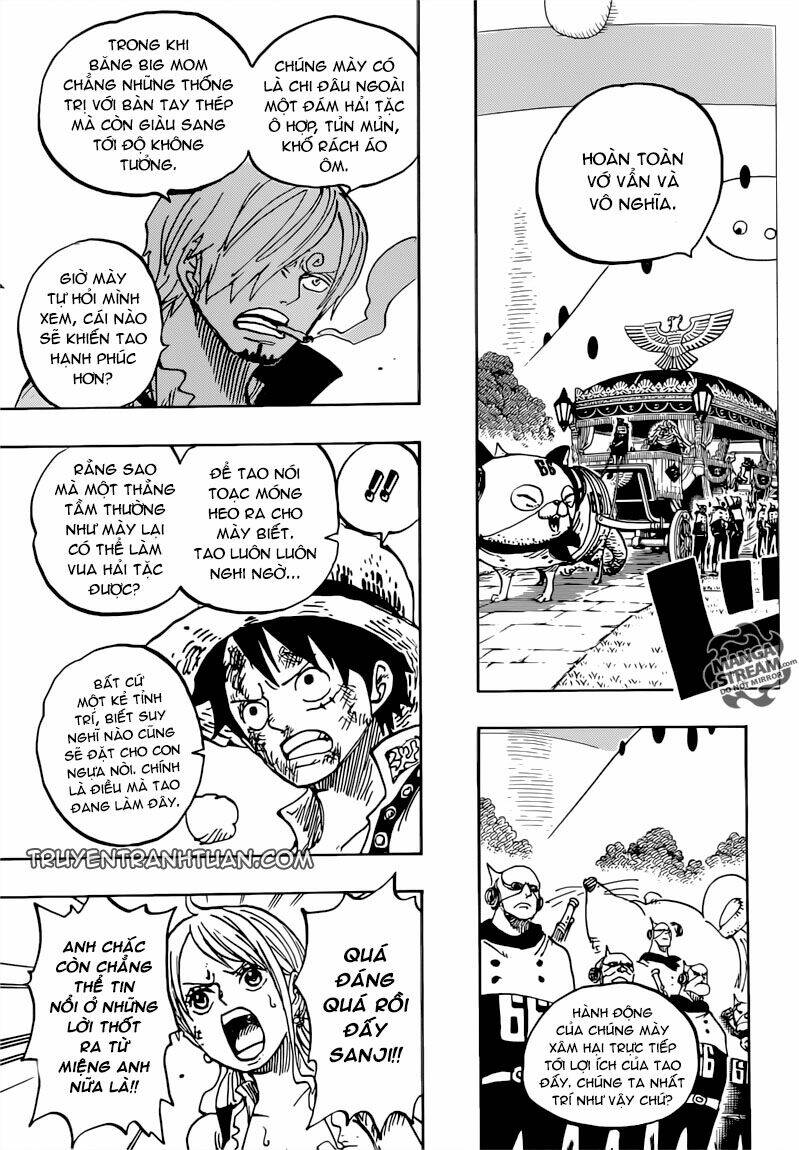 HOÀN TOÀN
VỚ VẨN VÀ
VÔ NGHĨA.
66
MANGA
STREAM.com
DO NOT MIRROR!
HÀNH ĐỘNG
CỦA CHÚNG MÀY
XÂM HẠI TRỰC TIẾP
TỚI LỢI ÍCH CỦA TAO
ĐẤY. CHÚNG TA NHẤT
TRÍ NHƯ VẬY CHỨ?
66
66
66
CHÚNG MÀY CÓ
LÀ CHI ĐÂU NGOÀI
MỘT ĐÁM HẢI TẶC
Ô HỢP, TỦN MỦN,
KHỐ RÁCH ÁO
ÔM.
TRONG KHI
BĂNG BIG MOM
CHẲNG NHỮNG THỐNG
TRỊ VỚI BÀN TAY THÉP
MÀ CÒN GIÀU SANG
TỚI ĐỘ KHÔNG
TƯỞNG.
GIỜ MÀY
TỰ HỎI MÌNH
XEM, CÁI NÀO
SẼ KHIẾN TAO
HẠNH PHÚC
HƠN?
!!
ĐỂ TAO NÓI
TOẠC MÓNG
HEO RA CHO
MÀY BIẾT.
TAO LUÔN LUÔN
NGHI NGỜ...
RẰNG SAO
MÀ MỘT THẰNG
TẦM THƯỜNG
NHƯ MÀY LẠI
CÓ THỂ LÀM
VUA HẢI TẶC
ĐƯỢC?
BẤT CỨ
MỘT KẺ TỈNH
TRÍ, BIẾT SUY
NGHĨ NÀO CŨNG
SẼ ĐẶT CHO CON
NGỰA NÒI. CHÍNH
LÀ ĐIỀU MÀ TAO
ĐANG LÀM ĐÂY.
TRUYENTRANHTUAN.COM
QUÁ ĐÁNG
QUÁ RỒI
ĐẤY
SANJI!!
ANH CHẮC
CÒN CHẲNG
THỂ TIN
NỔI Ở NHỮNG
LỜI THỐT
RA TỪ
MIỆNG ANH
NỮA LÀ!!